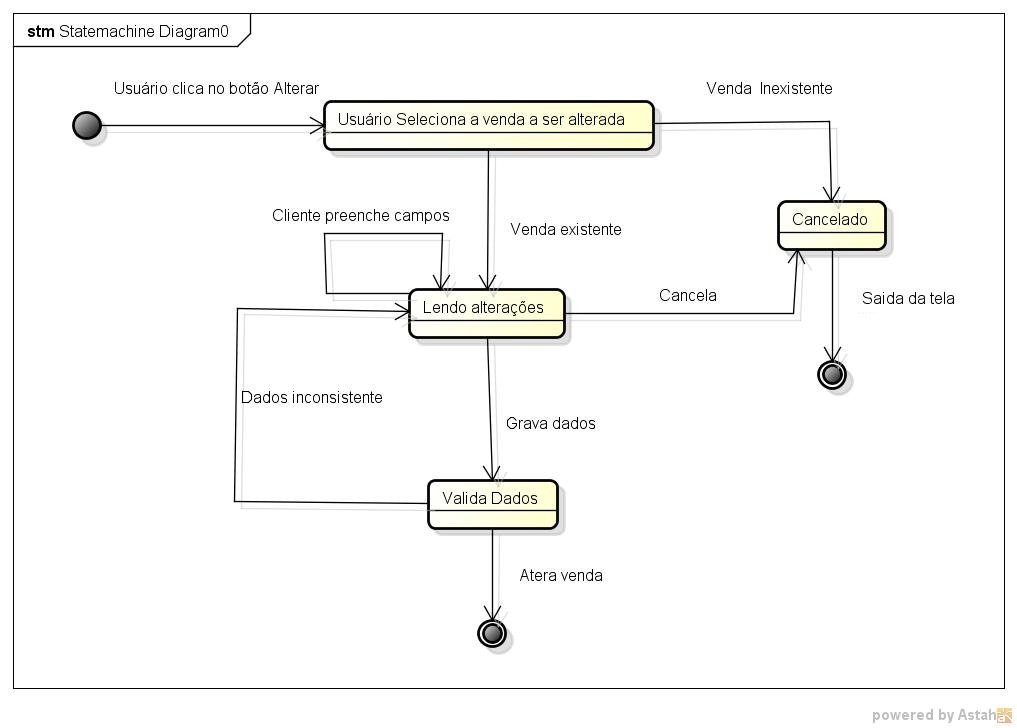 stm Statemachine Diagram0
Usuário clica no botão Alterar
Venda Inexistente
Usuário Seleciona a venda a ser alterada
Cliente preenche campos
Venda existente
Cancelado
Cancela
Saida da tela
Lendo alterações
Dados inconsistente
Grava dados
Valida Dados
Atera venda
powered by Astah